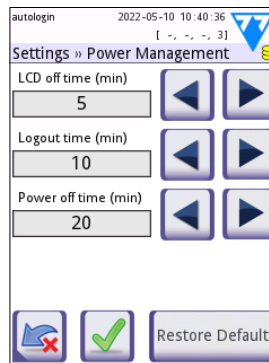 autologin 2022-05-10 10:40:36
[ -, -, -, 3]
Settings » Power Management
LCD off time (min)
5
Logout time (min)
10
Power off time (min)
20
Restore Default